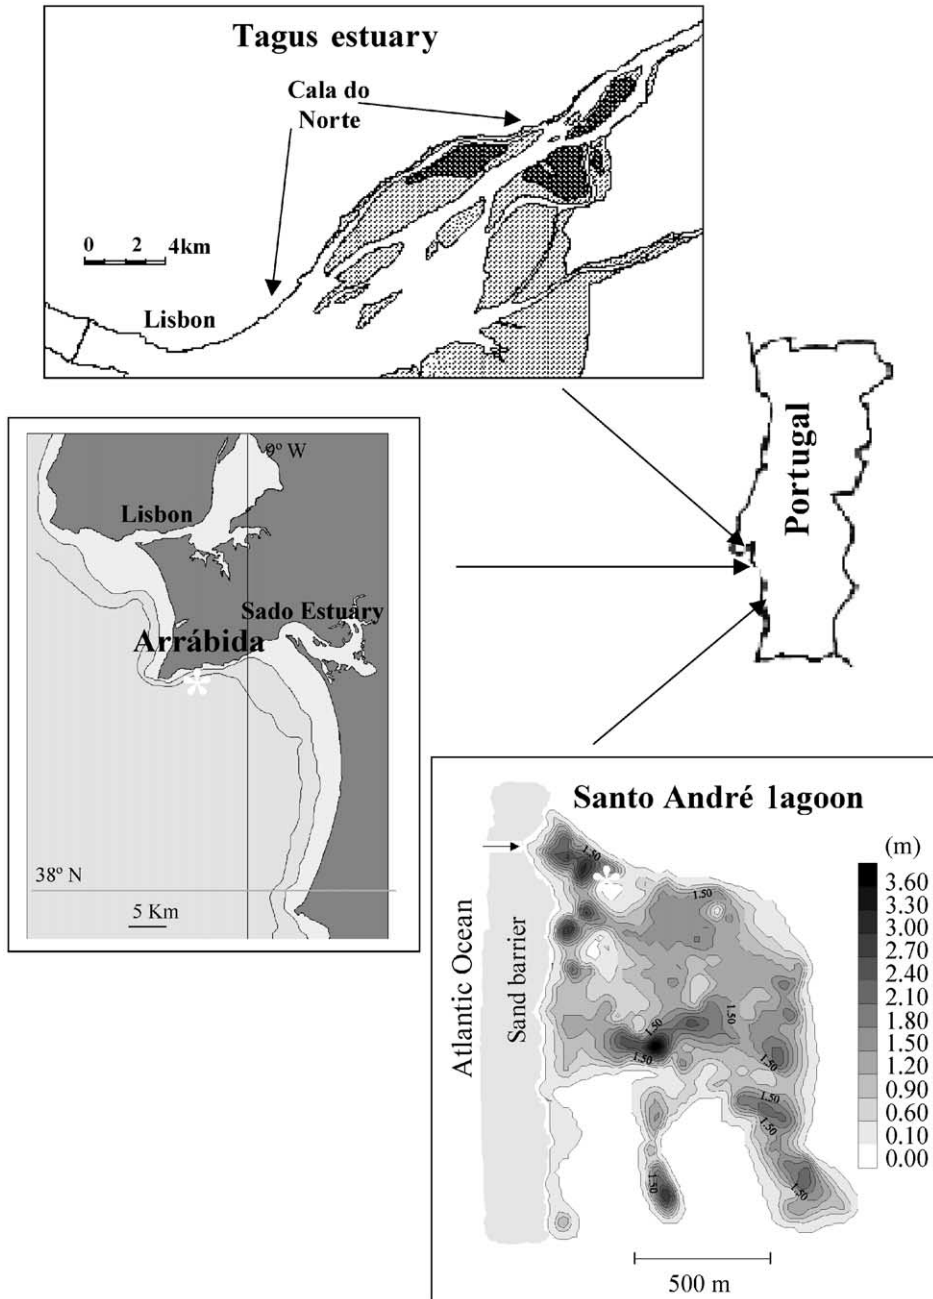 Tagus estuary
Cala do
Norte
0 2 4km
Lisbon
Portugal
9º W
Lisbon
Sado Estuary
Arrábida
38º N
5 Km
Santo André lagoon
(m)
3.60
3.30
3.00
2.70
2.40
2.10
1.80
1.50
1.20
0.90
0.60
0.10
0.00
Atlantic Ocean
Sand barrier
1.50
1.50
1.50
1.50
1.50
1.50
1.50
1.50
1.50
1.50
500 m